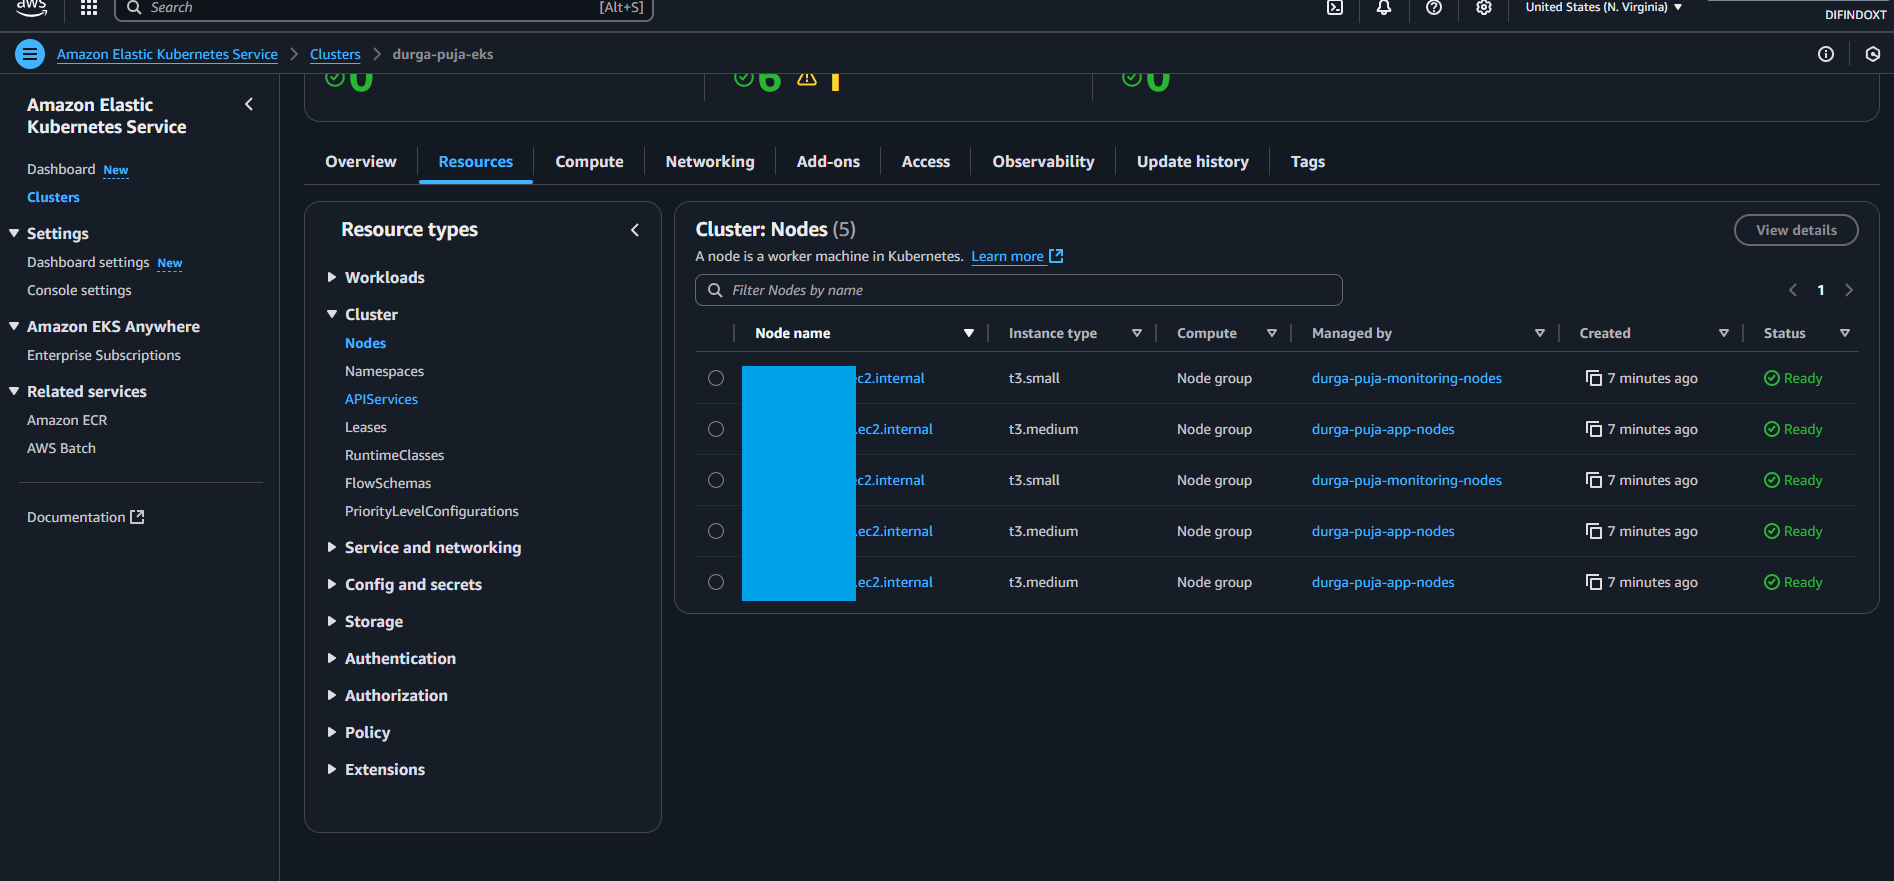 aws
Search [Alt+S]
United States (N. Virginia)
DIFINDOXT
Amazon Elastic Kubernetes Service
Clusters
durga-puja-eks
0
6 1
0
Amazon Elastic
Kubernetes Service
Dashboard New
Clusters
Settings
Dashboard settings New
Console settings
Amazon EKS Anywhere
Enterprise Subscriptions
Related services
Amazon ECR
AWS Batch
Documentation
Overview Resources Compute Networking Add-ons Access Observability Update history Tags
Resource types
Workloads
Cluster
Nodes
Namespaces
APIServices
Leases
RuntimeClasses
FlowSchemas
PriorityLevelConfigurations
Service and networking
Config and secrets
Storage
Authentication
Authorization
Policy
Extensions
Cluster: Nodes (5)
View details
A node is a worker machine in Kubernetes. Learn more
Filter Nodes by name
1
Node name Instance type Compute Managed by Created Status
ec2.internal t3.small Node group durga-puja-monitoring-nodes 7 minutes ago Ready
.ec2.internal t3.medium Node group durga-puja-app-nodes 7 minutes ago Ready
ec2.internal t3.small Node group durga-puja-monitoring-nodes 7 minutes ago Ready
.ec2.internal t3.medium Node group durga-puja-app-nodes 7 minutes ago Ready
.ec2.internal t3.medium Node group durga-puja-app-nodes 7 minutes ago Ready